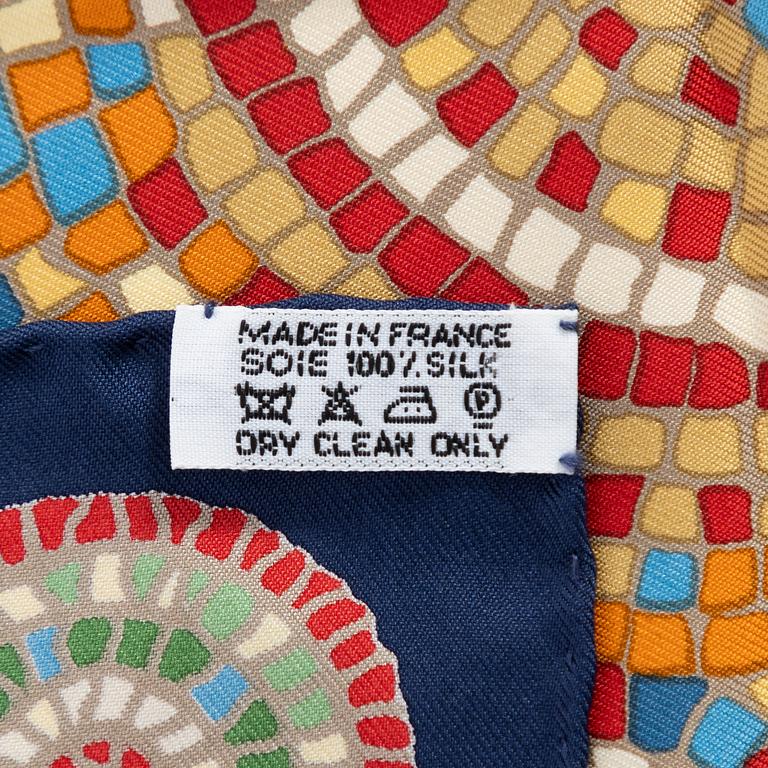 MADE IN FRANCE
SOIE 100% SILK
P
DRY CLEAN ONLY